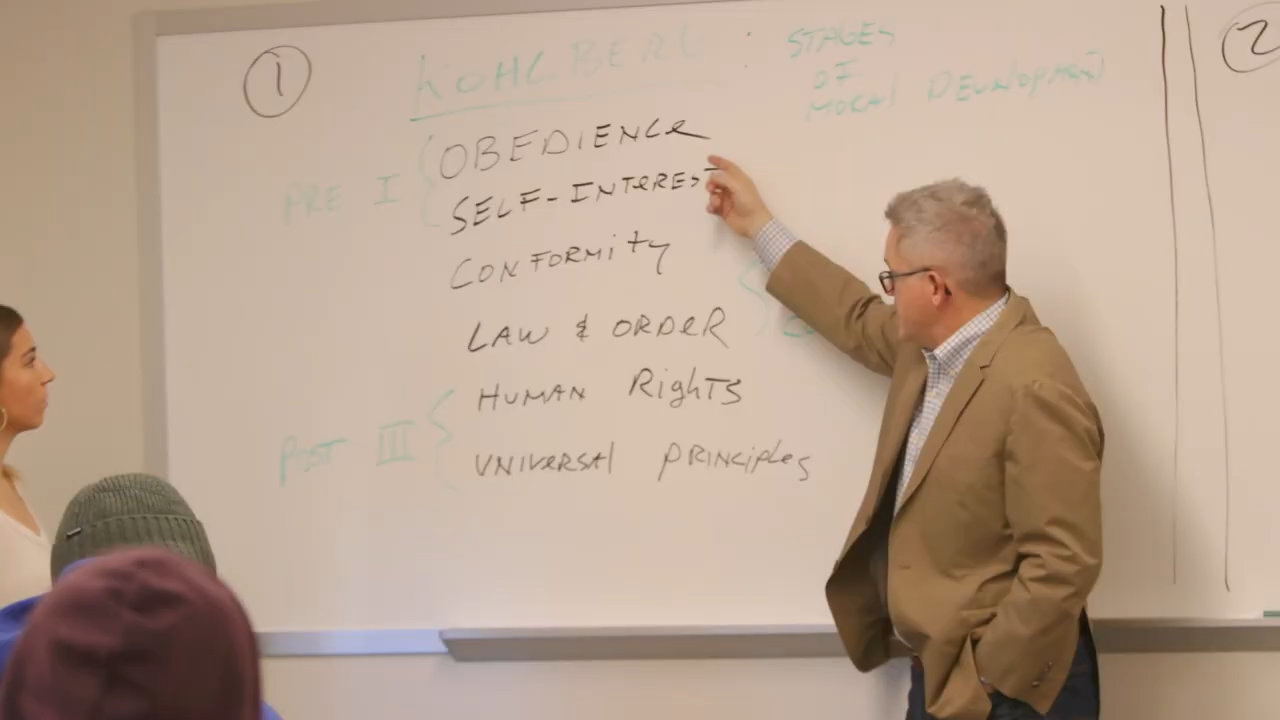 1
KOHLBERG : STAGES
OF
MORAL DEVELOPMENT
OBEDIENCE
PRE I
SELF-INTEREST
CONFORMITY
LAW & ORDER
HUMAN RIGHTS
POST III
UNIVERSAL PRINCIPLES
2